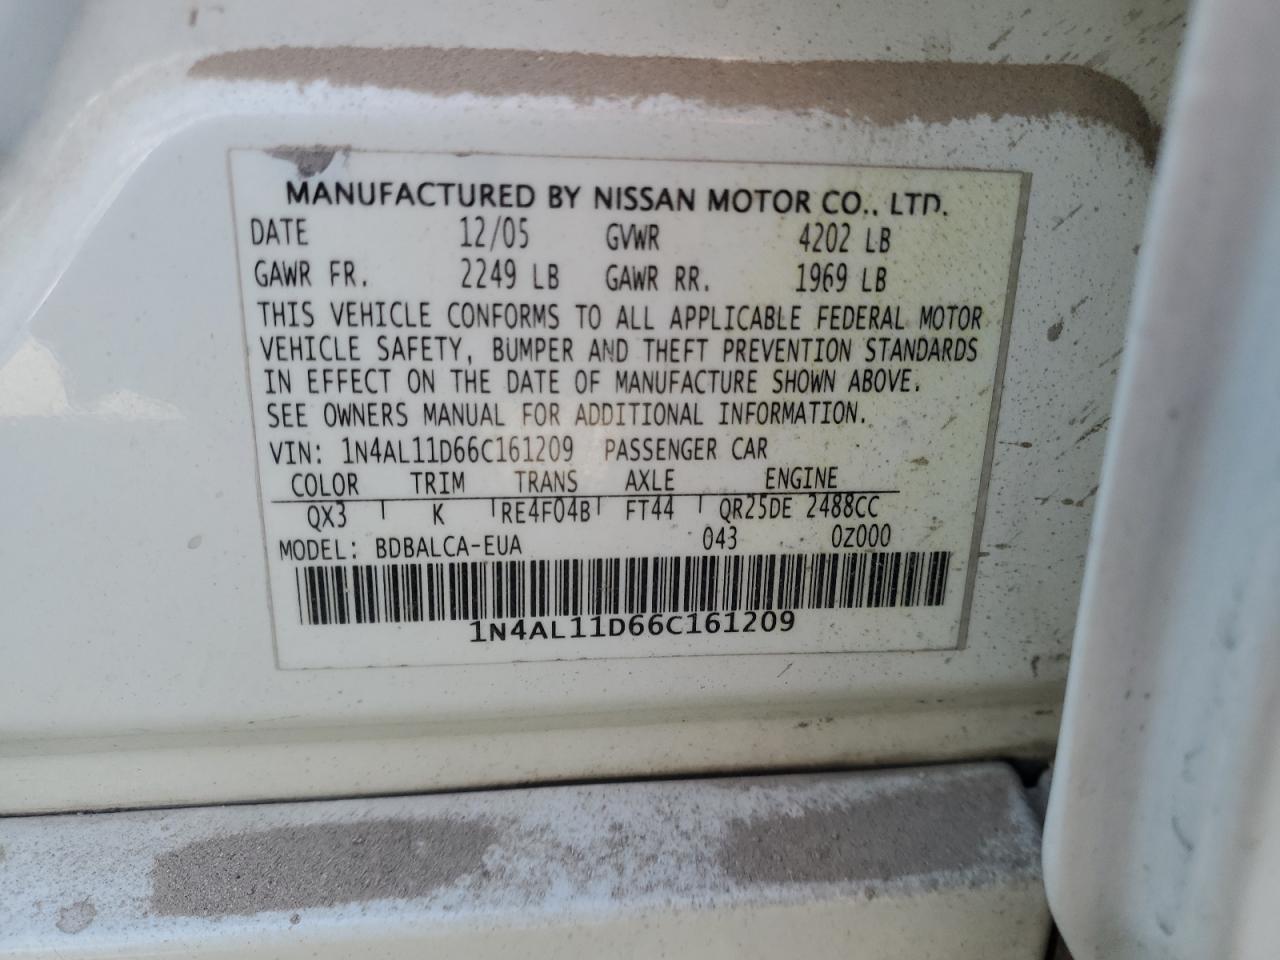 MANUFACTURED BY NISSAN MOTOR CO., LTD.
DATE 12/05 GVWR 4202 LB
GAWR FR. 2249 LB GAWR RR. 1969 LB
THIS VEHICLE CONFORMS TO ALL APPLICABLE FEDERAL MOTOR
VEHICLE SAFETY, BUMPER AND THEFT PREVENTION STANDARDS
IN EFFECT ON THE DATE OF MANUFACTURE SHOWN ABOVE.
SEE OWNERS MANUAL FOR ADDITIONAL INFORMATION.
VIN: 1N4AL11D66C161209 PASSENGER CAR
COLOR TRIM TRANS AXLE ENGINE
QX3 K RE4F04B FT44 QR25DE 2488CC
MODEL: BDBALCA-EUA 043 0Z000
1N4AL11D66C161209